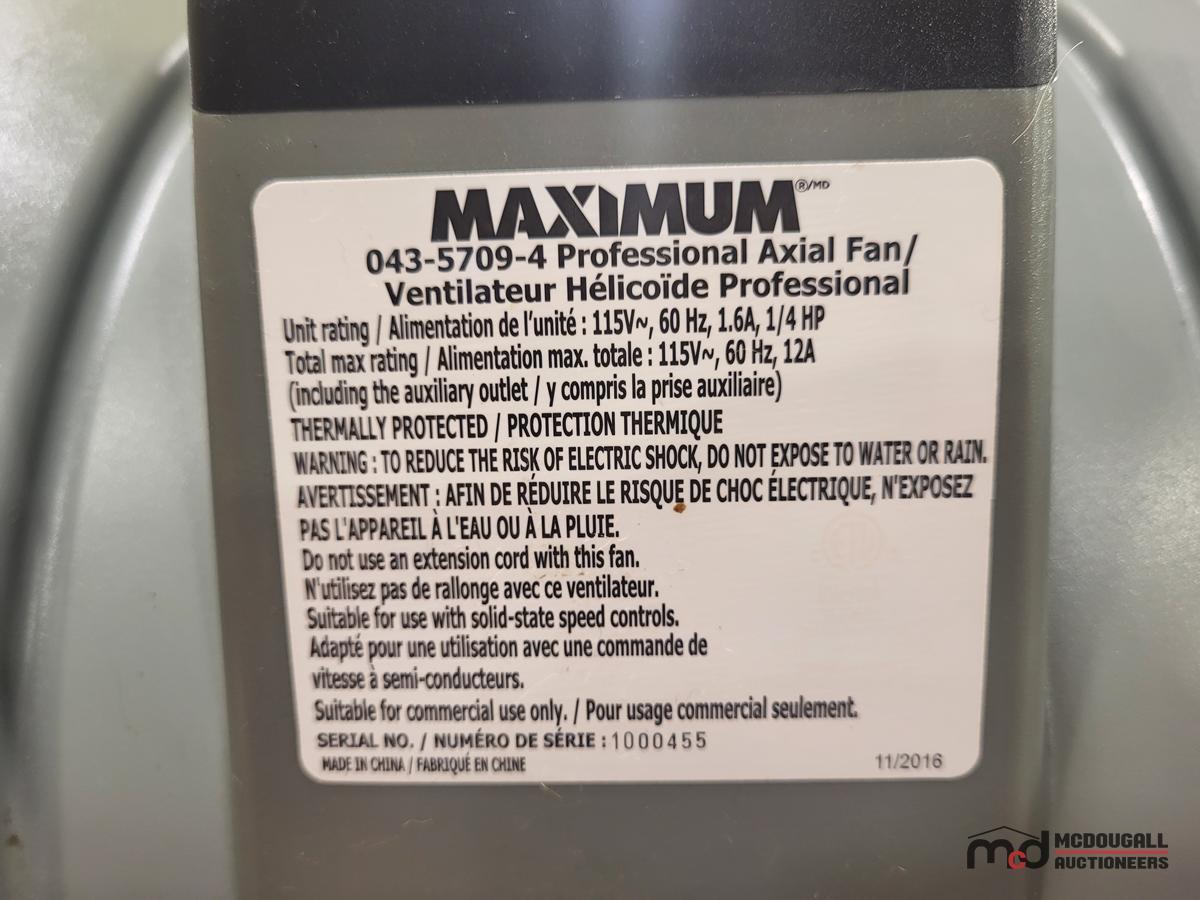 MAXIMUM®/MD
043-5709-4 Professional Axial Fan/
Ventilateur Hélicoïde Professional
Unit rating / Alimentation de l'unité : 115V~, 60 Hz, 1.6A, 1/4 HP
Total max rating / Alimentation max. totale : 115V~, 60 Hz, 12A
(including the auxiliary outlet / y compris la prise auxiliaire)
THERMALLY PROTECTED / PROTECTION THERMIQUE
WARNING : TO REDUCE THE RISK OF ELECTRIC SHOCK, DO NOT EXPOSE TO WATER OR RAIN.
AVERTISSEMENT : AFIN DE RÉDUIRE LE RISQUE DE CHOC ÉLECTRIQUE, N'EXPOSEZ
PAS L'APPAREIL À L'EAU OU À LA PLUIE.
Do not use an extension cord with this fan.
N'utilisez pas de rallonge avec ce ventilateur.
Suitable for use with solid-state speed controls.
Adapté pour une utilisation avec une commande de
vitesse à semi-conducteurs.
Suitable for commercial use only. / Pour usage commercial seulement.
SERIAL NO. / NUMÉRO DE SÉRIE : 1000455
MADE IN CHINA / FABRIQUÉ EN CHINE
11/2016
mcd MCDOUGALL
AUCTIONEERS